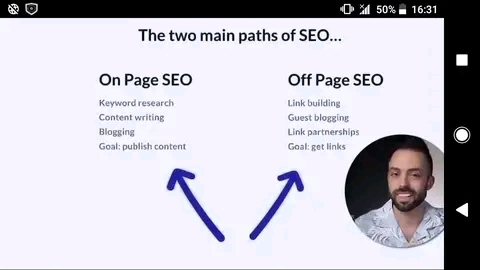 50% 16:31
The two main paths of SEO...
On Page SEO
Keyword research
Content writing
Blogging
Goal: publish content
Off Page SEO
Link building
Guest blogging
Link partnerships
Goal: get links